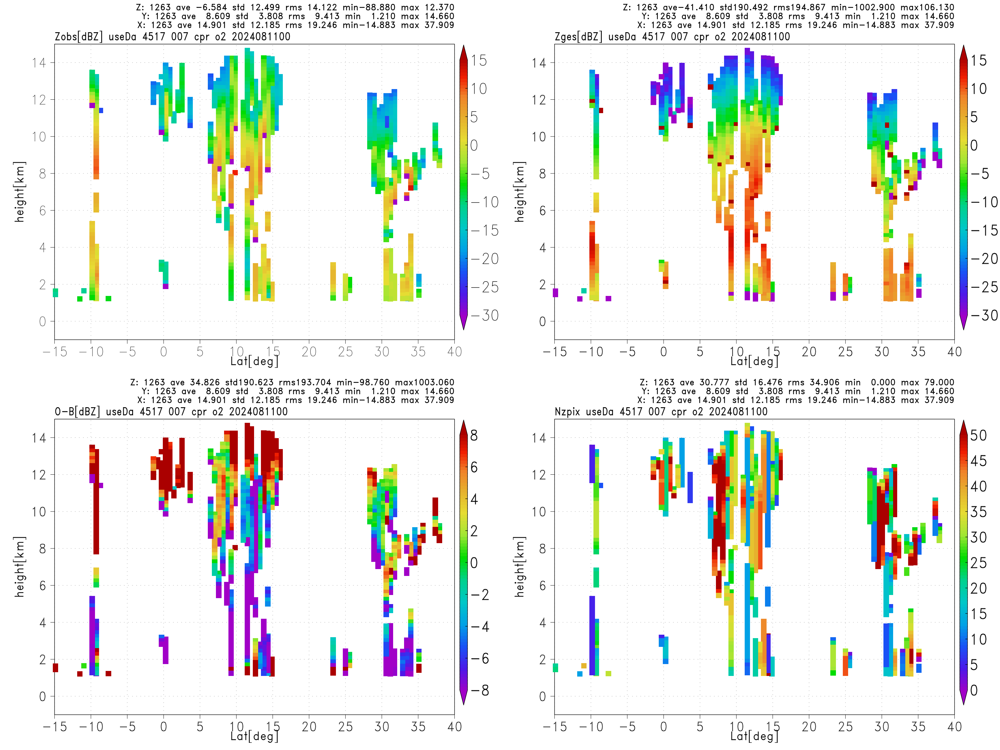 Z: 1263 ave -6.584 std 12.499 rms 14.122 min-88.880 max 12.370
Y: 1263 ave 8.609 std 3.808 rms 9.413 min 1.210 max 14.660
X: 1263 ave 14.901 std 12.185 rms 19.246 min-14.883 max 37.909
Zobs[dBZ] useDa 4517 007 cpr o2 2024081100
14
12
10
8
6
4
2
0
height[km]
-15 -10 -5 0 5 10 15 20 25 30 35 40
Lat[deg]
15
10
5
0
-5
-10
-15
-20
-25
-30
Z: 1263 ave-41.410 std190.492 rms194.867 min-1002.900 max106.130
Y: 1263 ave 8.609 std 3.808 rms 9.413 min 1.210 max 14.660
X: 1263 ave 14.901 std 12.185 rms 19.246 min-14.883 max 37.909
Zges[dBZ] useDa 4517 007 cpr o2 2024081100
14
12
10
8
6
4
2
0
height[km]
-15 -10 -5 0 5 10 15 20 25 30 35 40
Lat[deg]
15
10
5
0
-5
-10
-15
-20
-25
-30
Z: 1263 ave 34.826 std190.623 rms193.704 min-98.760 max1003.060
Y: 1263 ave 8.609 std 3.808 rms 9.413 min 1.210 max 14.660
X: 1263 ave 14.901 std 12.185 rms 19.246 min-14.883 max 37.909
O-B[dBZ] useDa 4517 007 cpr o2 2024081100
14
12
10
8
6
4
2
0
height[km]
-15 -10 -5 0 5 10 15 20 25 30 35 40
Lat[deg]
8
6
4
2
0
-2
-4
-6
-8
Z: 1263 ave 30.777 std 16.476 rms 34.906 min 0.000 max 79.000
Y: 1263 ave 8.609 std 3.808 rms 9.413 min 1.210 max 14.660
X: 1263 ave 14.901 std 12.185 rms 19.246 min-14.883 max 37.909
Nzpix useDa 4517 007 cpr o2 2024081100
14
12
10
8
6
4
2
0
height[km]
-15 -10 -5 0 5 10 15 20 25 30 35 40
Lat[deg]
50
45
40
35
30
25
20
15
10
5
0